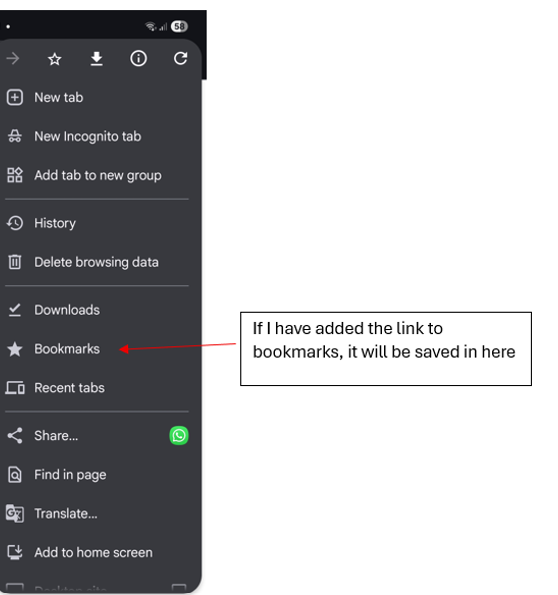 58
New tab
New Incognito tab
Add tab to new group
History
Delete browsing data
Downloads
Bookmarks
If I have added the link to
bookmarks, it will be saved in here
Recent tabs
Share...
Find in page
Translate...
Add to home screen
Desktop site